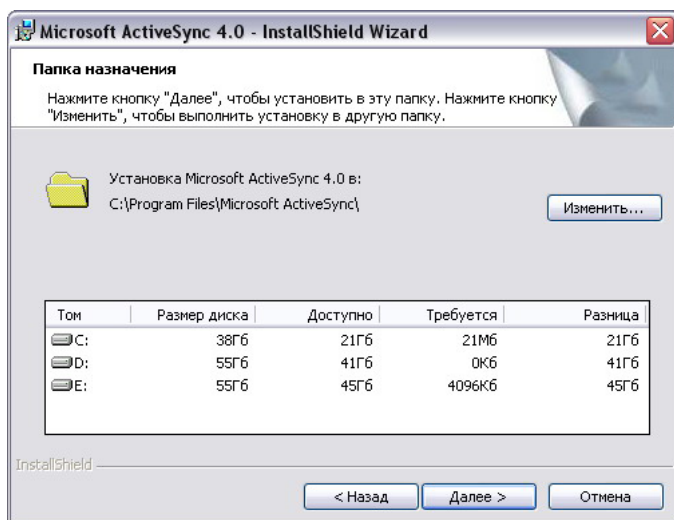 Microsoft ActiveSync 4.0 - InstallShield Wizard
Папка назначения
Нажмите кнопку "Далее", чтобы установить в эту папку. Нажмите кнопку
"Изменить", чтобы выполнить установку в другую папку.
Установка Microsoft ActiveSync 4.0 в:
C:\Program Files\Microsoft ActiveSync\
Изменить...
Том Размер диска Доступно Требуется Разница
C: 38Гб 21Гб 21Мб 21Гб
D: 55Гб 41Гб 0Кб 41Гб
E: 55Гб 45Гб 4096Кб 45Гб
InstallShield
< Назад Далее > Отмена